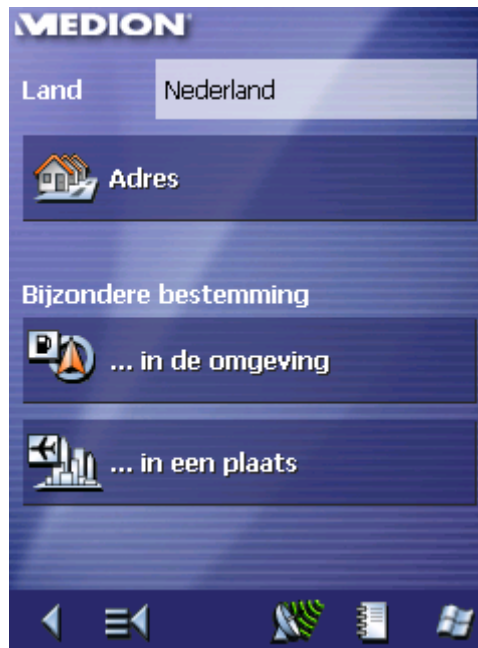 MEDION
Land Nederland
Adres
Bijzondere bestemming
... in de omgeving
... in een plaats